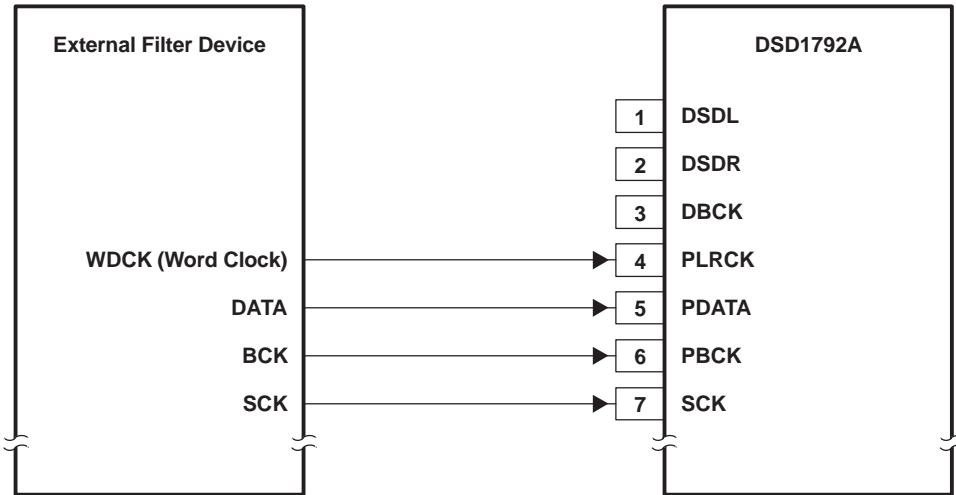 External Filter Device
DSD1792A
1 DSDL
2 DSDR
3 DBCK
WDCK (Word Clock) 4 PLRCK
DATA 5 PDATA
BCK 6 PBCK
SCK 7 SCK